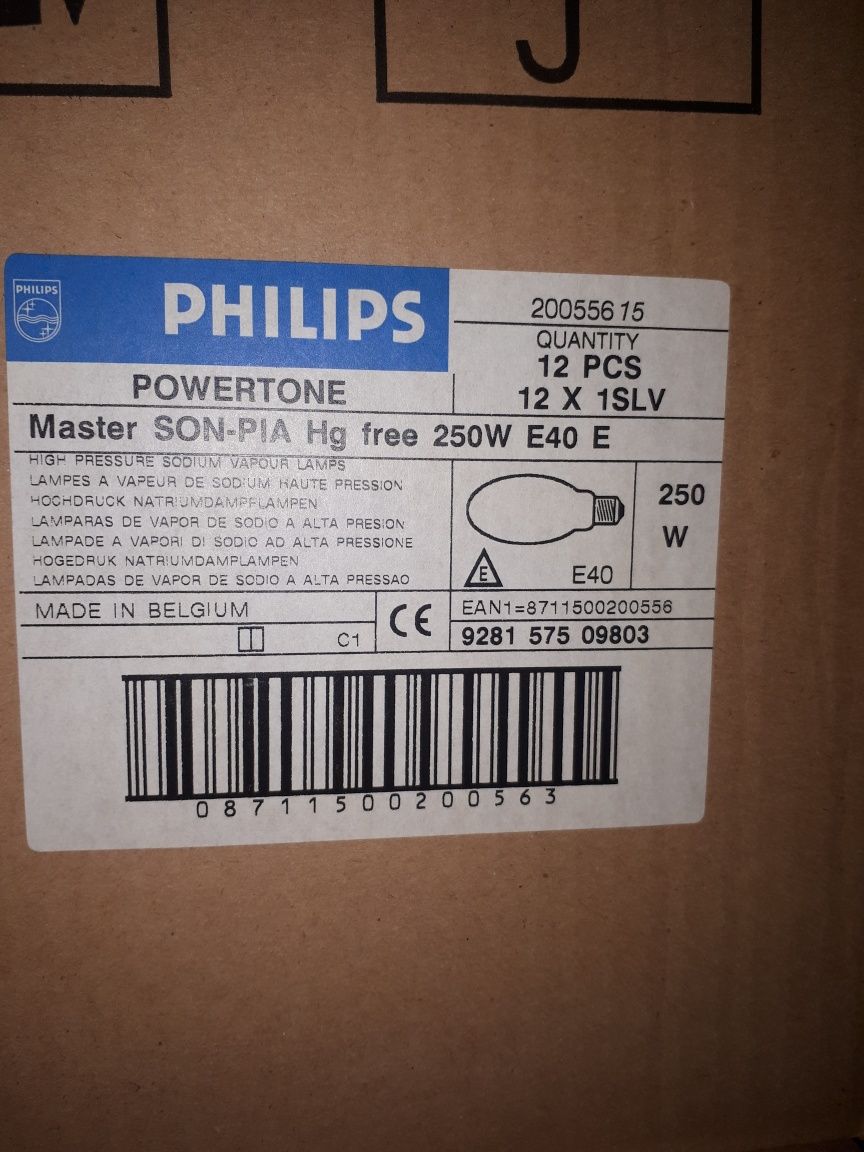 J
PHILIPS
PHILIPS
20055615
QUANTITY
12 PCS
12 X 1SLV
POWERTONE
Master SON-PIA Hg free 250W E40 E
HIGH PRESSURE SODIUM VAPOUR LAMPS
LAMPES A VAPEUR DE SODIUM HAUTE PRESSION
HOCHDRUCK NATRIUMDAMPFLAMPEN
LAMPARAS DE VAPOR DE SODIO A ALTA PRESION
LAMPADE A VAPORI DI SODIO AD ALTA PRESSIONE
HOGEDRUK NATRIUMDAMPLAMPEN
LAMPADAS DE VAPOR DE SODIO A ALTA PRESSAO
E
E40
250
W
MADE IN BELGIUM
C1
CE
EAN1=8711500200556
9281 575 09803
08711500200563